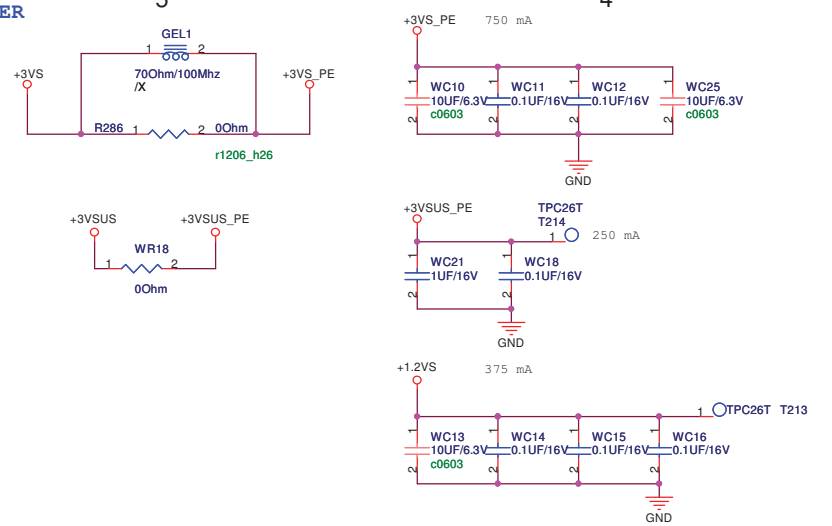 ER
5
4
GEL1
1
2
70Ohm/100Mhz
/X
+3VS
+3VS_PE
R286
1
2
0Ohm
r1206_h26
+3VSUS
+3VSUS_PE
WR18
1
2
0Ohm
+3VS_PE
750 mA
1
1
1
1
WC10
WC11
WC12
WC25
10UF/6.3V
0.1UF/16V
0.1UF/16V
10UF/6.3V
c0603
c0603
2
2
2
2
GND
+3VSUS_PE
TPC26T
T214
1
250 mA
1
1
WC21
WC18
1UF/16V
0.1UF/16V
2
2
GND
+1.2VS
375 mA
1
TPC26T T213
1
1
1
1
WC13
WC14
WC15
WC16
10UF/6.3V
0.1UF/16V
0.1UF/16V
0.1UF/16V
c0603
2
2
2
2
GND